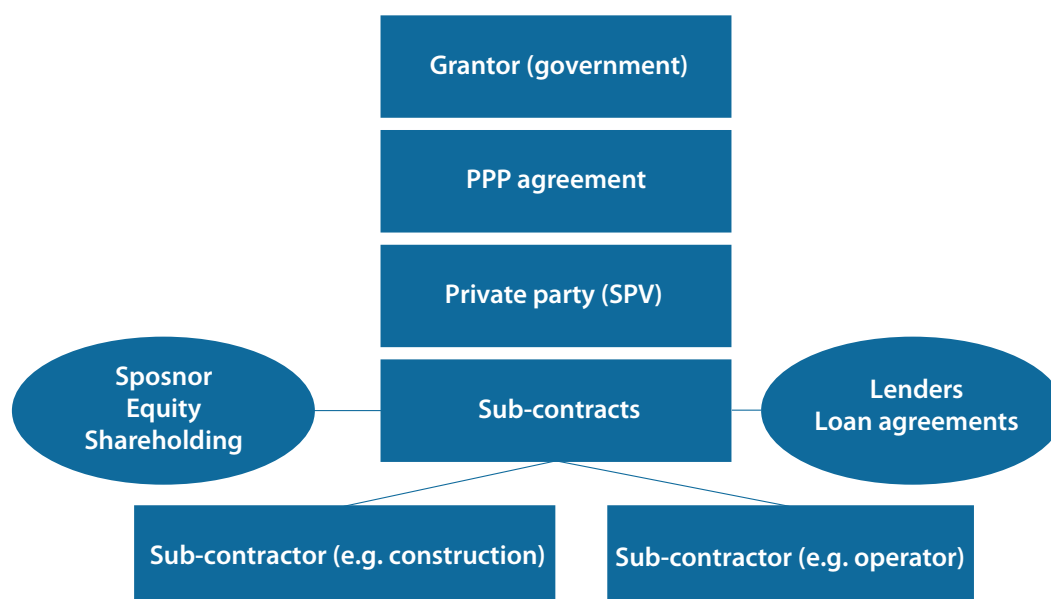 Grantor (government)
PPP agreement
Private party (SPV)
Sposnor
Equity
Shareholding
Sub-contracts
Lenders
Loan agreements
Sub-contractor (e.g. construction)
Sub-contractor (e.g. operator)